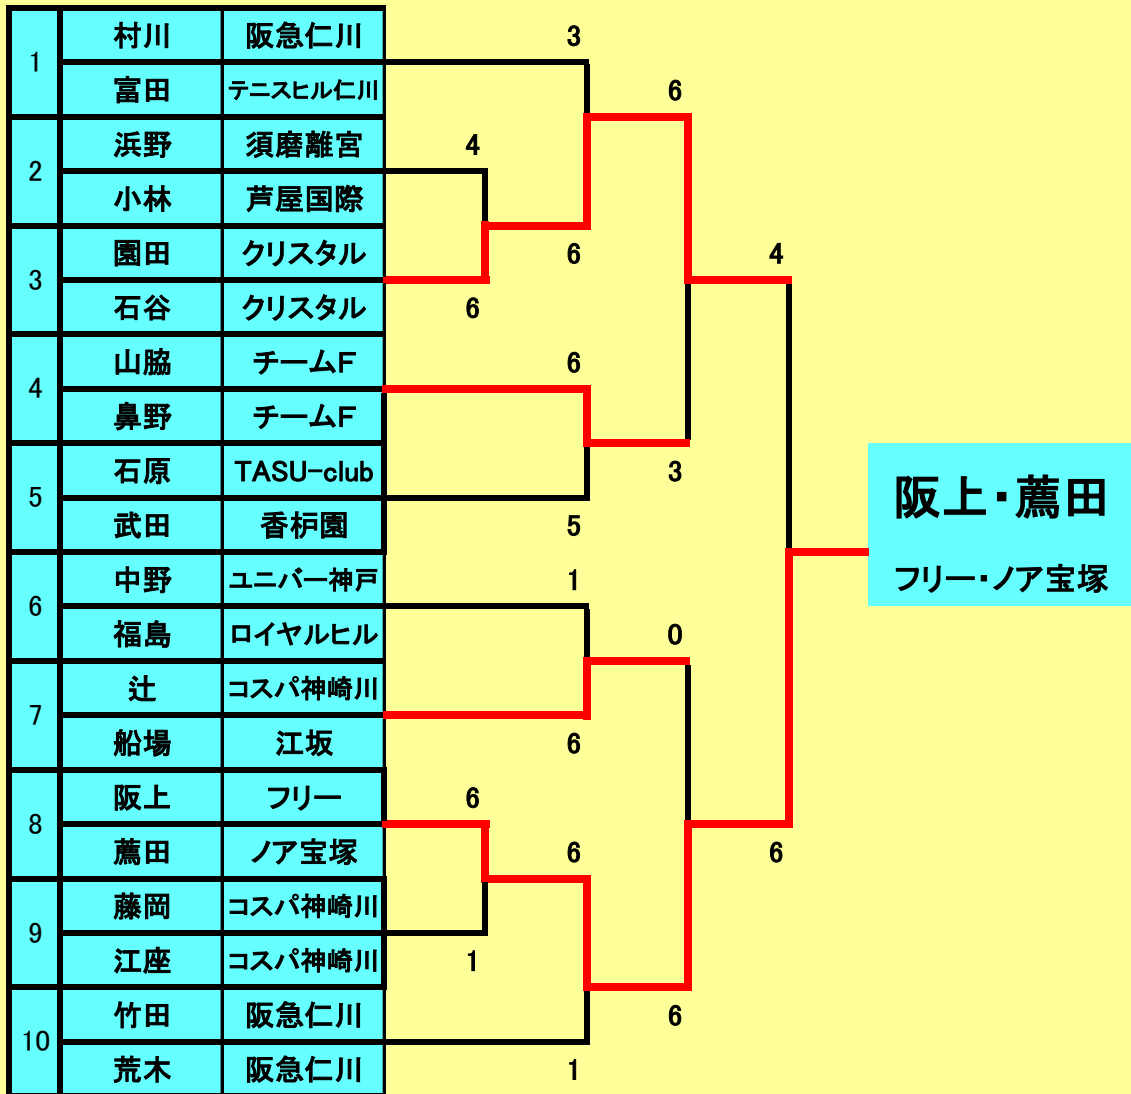 村川 阪急仁川
1
富田 テニスヒル仁川
3
6
浜野 須磨離宮
4
2
小林 芦屋国際
園田 クリスタル
6
4
3
石谷 クリスタル
6
山脇 チームF
6
4
鼻野 チームF
石原 TASU-club
3
5
武田 香枦園
5
阪上・薦田
フリー・ノア宝塚
中野 ユニバー神戸
1
6
福島 ロイヤルヒル
0
辻 コスパ神崎川
7
船場 江坂
6
阪上 フリー
6
8
薦田 ノア宝塚
6
6
藤岡 コスパ神崎川
9
江座 コスパ神崎川
1
竹田 阪急仁川
6
10
荒木 阪急仁川
1